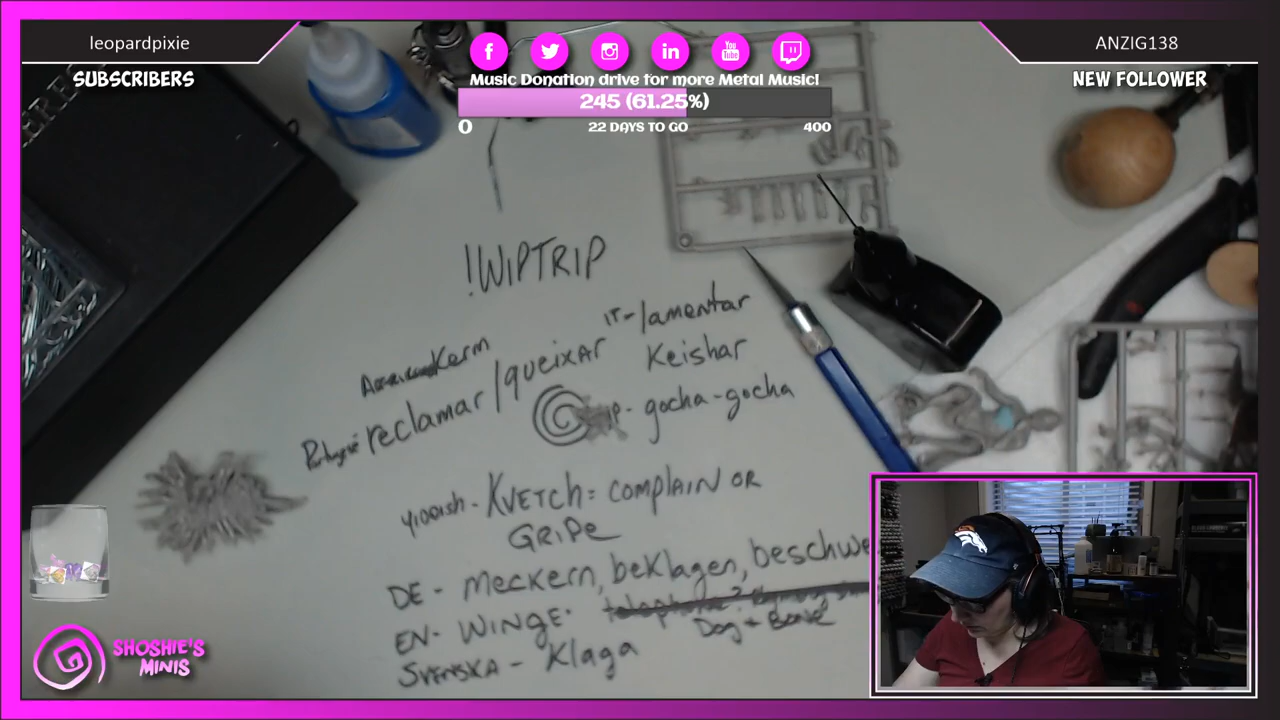 leopardpixie
SUBSCRIBERS
Music Donation drive for more Metal Music!
245 (61.25%)
0
22 DAYS TO GO
400
ANZIG138
NEW FOLLOWER
!WIPTRIP
IT-lamentar
Kerm
Keishar
reclamar/queixar
gocha-gocha
Yiddish- KVETCH= COMPLAIN OR
GRIPE
DE- meckern, beklagen, beschwe
EN- WINGE-
Dog + Bone
SVENSKA- Klaga
SHOSHIE'S
MINIS